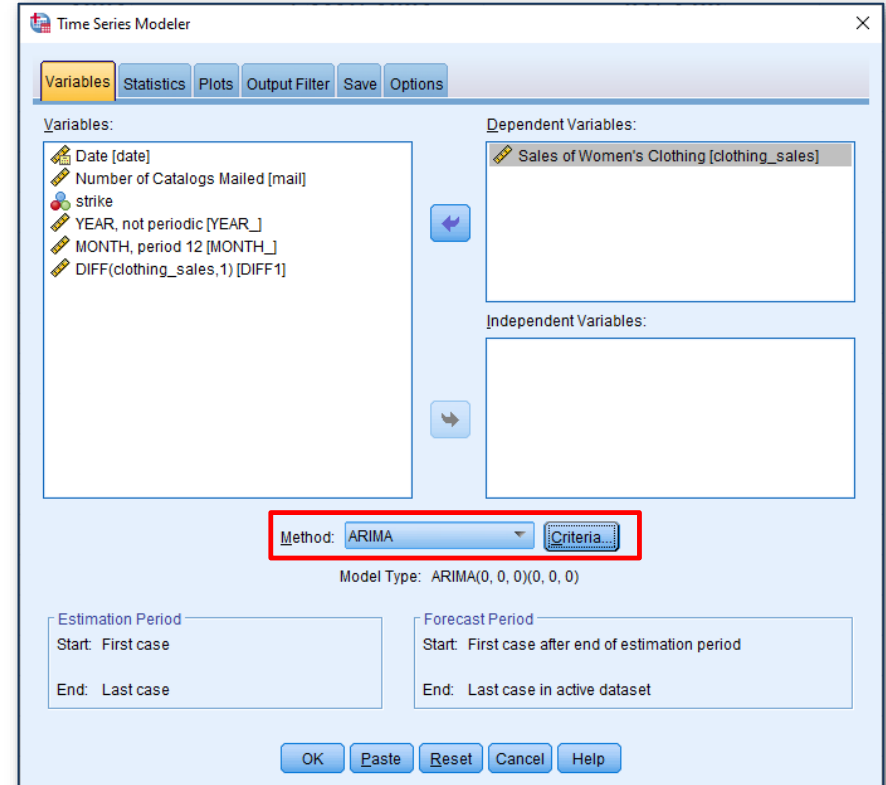 Time Series Modeler
Variables Statistics Plots Output Filter Save Options
Variables:
Date [date]
Number of Catalogs Mailed [mail]
strike
YEAR, not periodic [YEAR_]
MONTH, period 12 [MONTH_]
DIFF(clothing_sales,1) [DIFF1]
Dependent Variables:
Sales of Women's Clothing [clothing_sales]
Independent Variables:
Method: ARIMA Criteria...
Model Type: ARIMA(0, 0, 0)(0, 0, 0)
Estimation Period
Start: First case
End: Last case
Forecast Period
Start: First case after end of estimation period
End: Last case in active dataset
OK Paste Reset Cancel Help